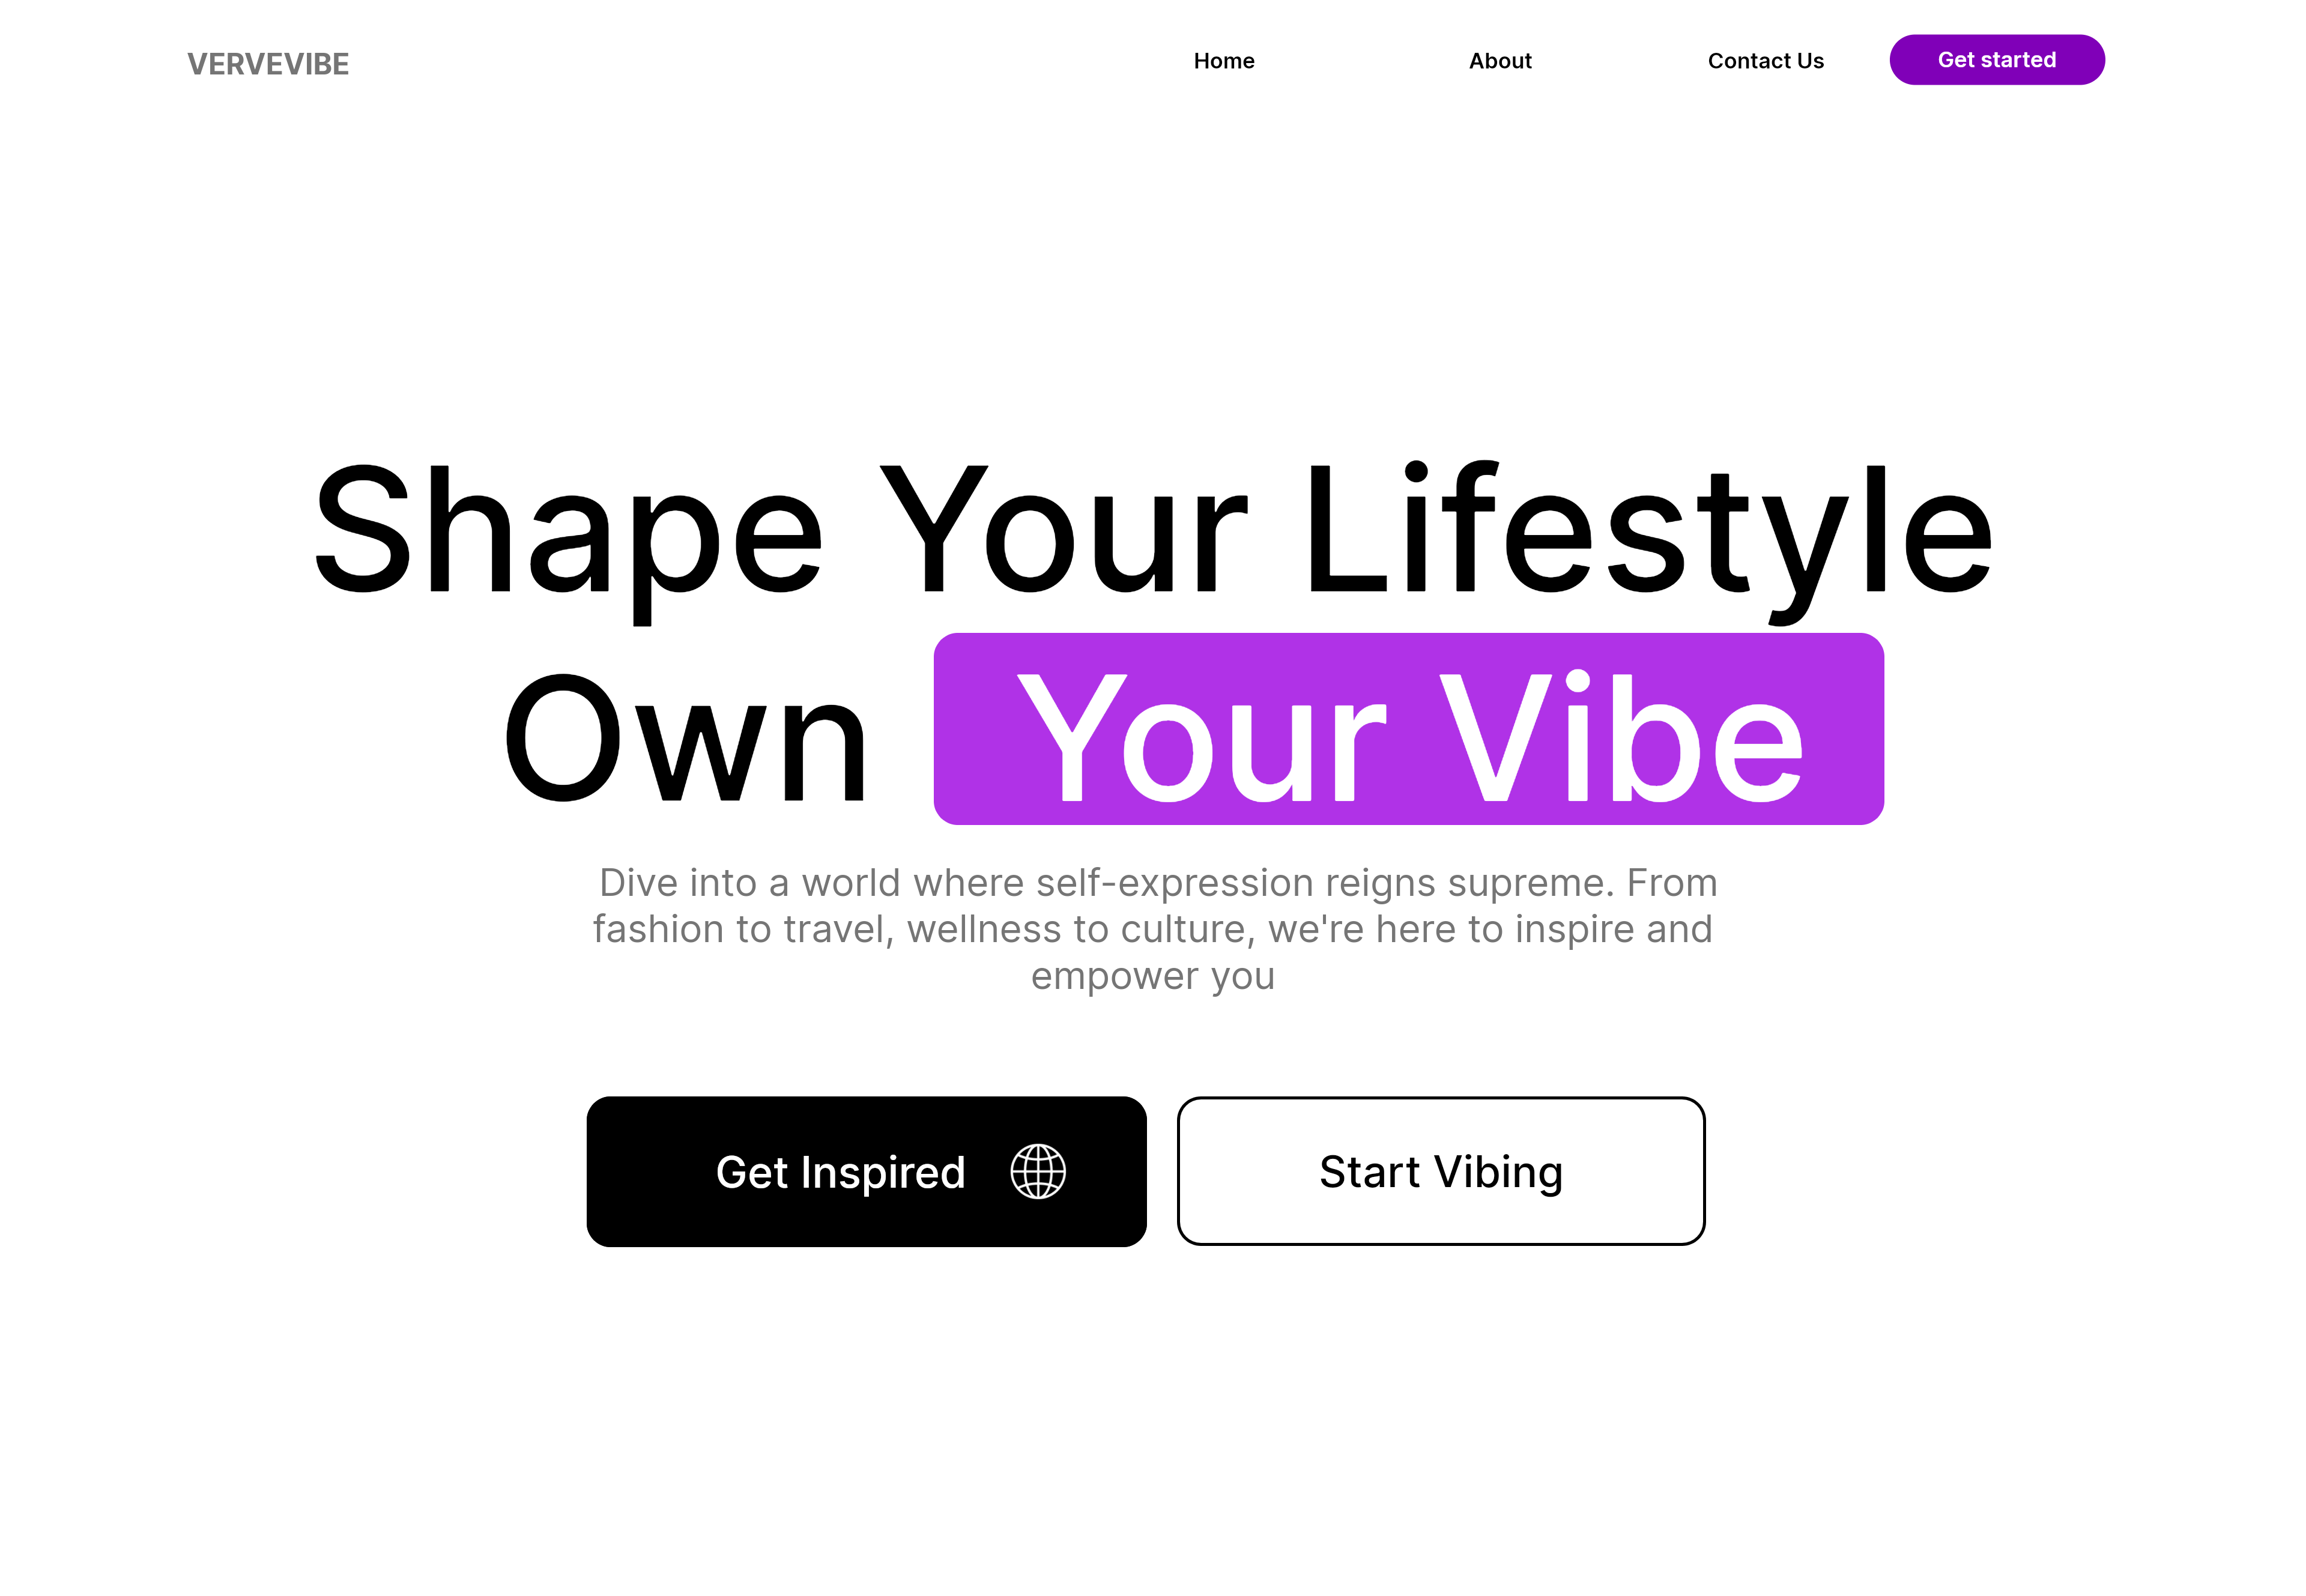 VERVEVIBE Home About Contact Us Get started
Shape Your Lifestyle
Own Your Vibe
Dive into a world where self-expression reigns supreme. From
fashion to travel, wellness to culture, we're here to inspire and
empower you
Get Inspired Start Vibing